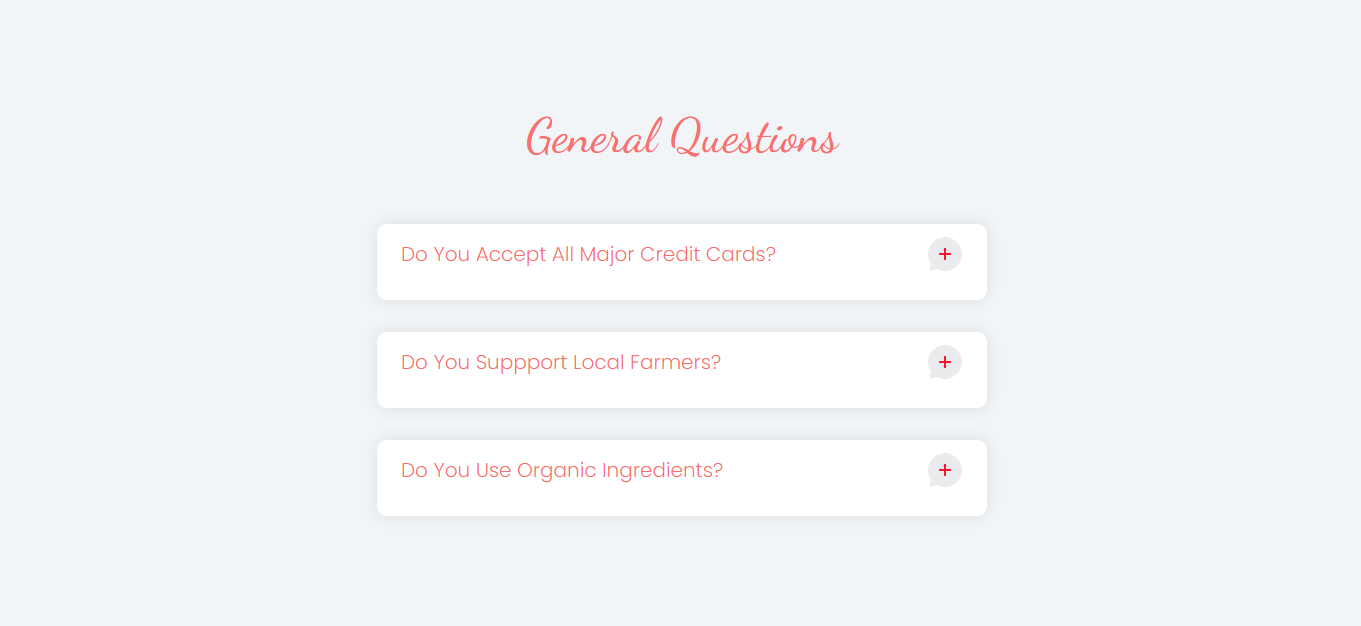 General Questions
Do You Accept All Major Credit Cards?
Do You Suppport Local Farmers?
Do You Use Organic Ingredients?